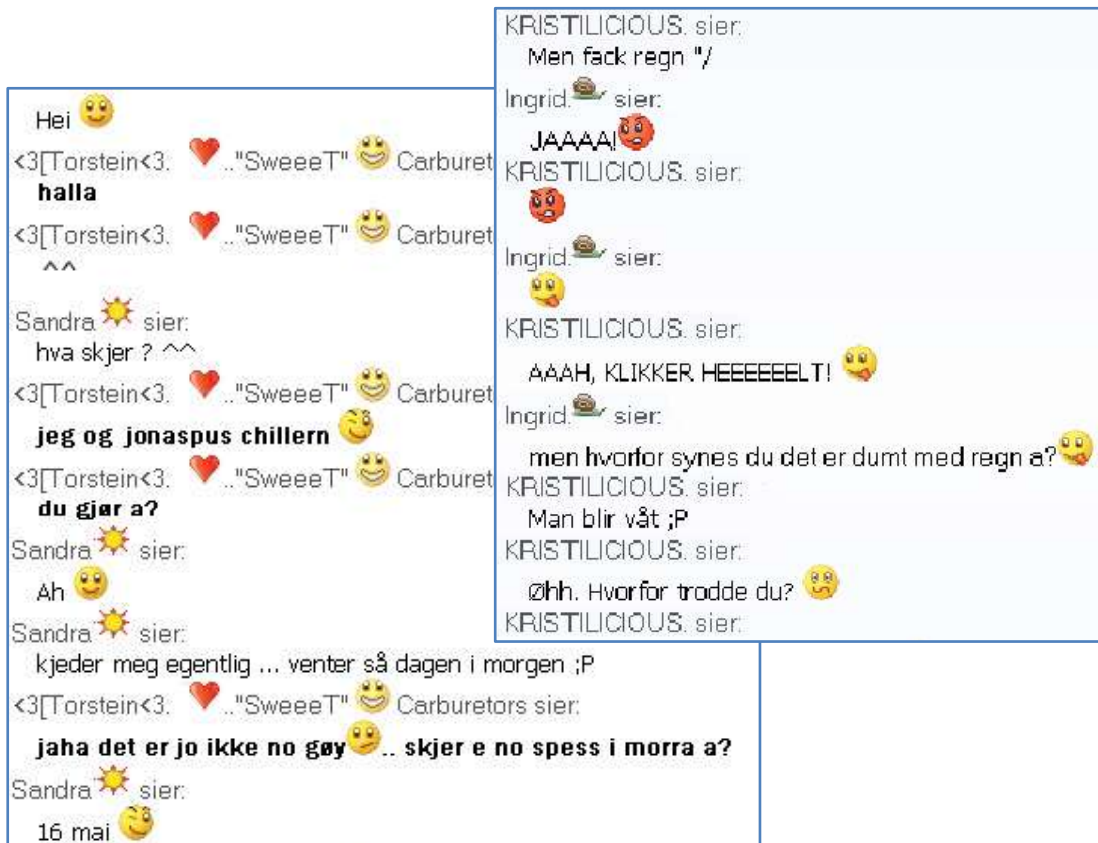 Hei
<3[Torstein<3. .."SweeeT" Carburet
halla
<3[Torstein<3. .."SweeeT" Carburet
^^
Sandra sier:
hva skjer ? ^^
<3[Torstein<3. .."SweeeT" Carburet
jeg og jonaspus chillern
<3[Torstein<3. .."SweeeT" Carburet
du gjør a?
Sandra sier:
Ah
Sandra sier:
kjeder meg egentlig ... venter så dagen i morgen ;P
<3[Torstein<3. .."SweeeT" Carburetors sier:
jaha det er jo ikke no gøy.. skjer e no spess i morra a?
Sandra sier:
16 mai
KRISTILICIOUS. sier:
Men fack regn "/
Ingrid. sier:
JAAAA!
KRISTILICIOUS. sier:
Ingrid. sier:
KRISTILICIOUS. sier:
AAAH, KLIKKER HEEEEEELT!
Ingrid. sier:
men hvorfor synes du det er dumt med regn a?
KRISTILICIOUS. sier:
Man blir våt ;P
KRISTILICIOUS. sier:
Øhh. Hvorfor trodde du?
KRISTILICIOUS. sier: